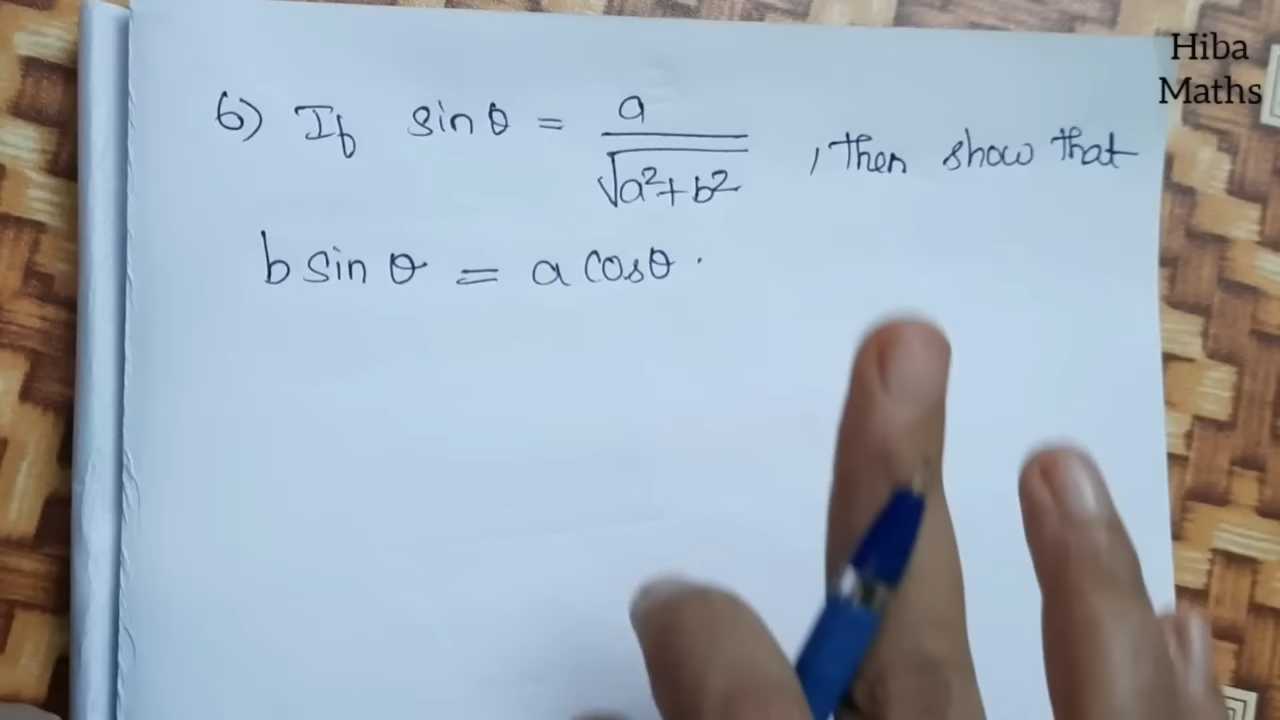 Hiba
Maths
6) If sin θ = a / √a²+b² , then show that
b sin θ = a cos θ .